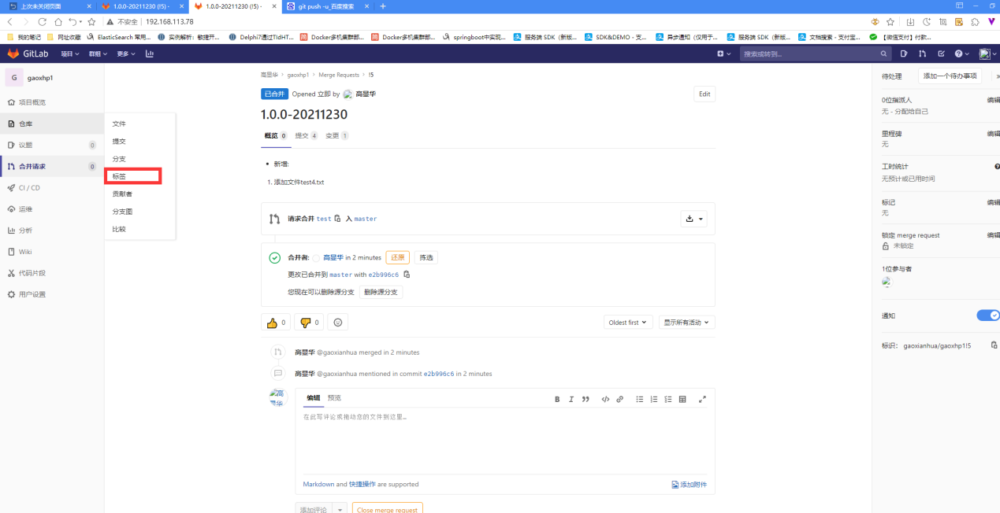 上次未关闭页面
1.0.0-20211230 (!5) ·
1.0.0-20211230 (!5) ·
git push -u_百度搜索
不安全 192.168.113.78
我的笔记 网址收藏 ElasticSearch 常用... 实例解析：敏捷开... Delphi7通过TIdHT... Docker多机集群部... Docker多机集群部... springboot中实现... 服务端 SDK（新版... SDK&DEMO - 支... 异步通知（仅用于... 服务端 SDK（新版... 文档搜索 - 支付宝... 【微信支付】付款...
GitLab 项目 群组 更多 搜索或转到...
G gaoxhp1
项目概览
仓库
议题 0
合并请求 0
CI / CD
运维
分析
Wiki
代码片段
用户设置
文件
提交
分支
标签
贡献者
分支图
比较
高显华 > gaoxhp1 > Merge Requests > !5
已合并 Opened 立即 by 高显华 Edit
1.0.0-20211230
概览 0 提交 4 变更 1
• 新增:
1. 添加文件test4.txt
请求合并 test 入 master
合并者: 高显华 in 2 minutes 还原 拣选
更改已合并到 master with e2b996c6
您现在可以删除源分支 删除源分支
0 0
Oldest first 显示所有活动
高显华 @gaoxianhua merged in 2 minutes
高显华 @gaoxianhua mentioned in commit e2b996c6 in 2 minutes
高
显华
编辑 预览
在此写评论或拖动您的文件到这里...
Markdown and 快捷操作 are supported 添加附件
添加评论 Close merge request
待处理 添加一个待办事项 »
0位指派人 编辑
无 - 分配给自己
里程碑 编辑
无
工时统计
无预计或已用时间
标记 编辑
无
锁定 merge request 编辑
未锁定
1位参与者
通知
标识： gaoxianhua/gaoxhp1!5